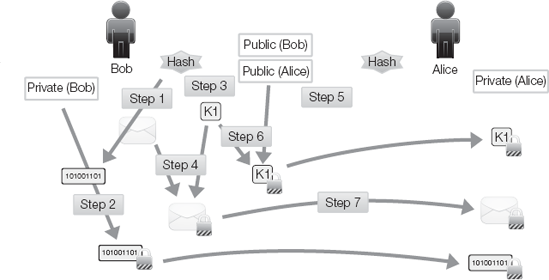 Public (Bob)
Bob
Hash
Hash
Alice
Step 3
Public (Alice)
Private (Bob)
Private (Alice)
Step 1
Step 5
K1
Step 6
K1
Step 4
K1
101001101
Step 2
Step 7
101001101
101001101